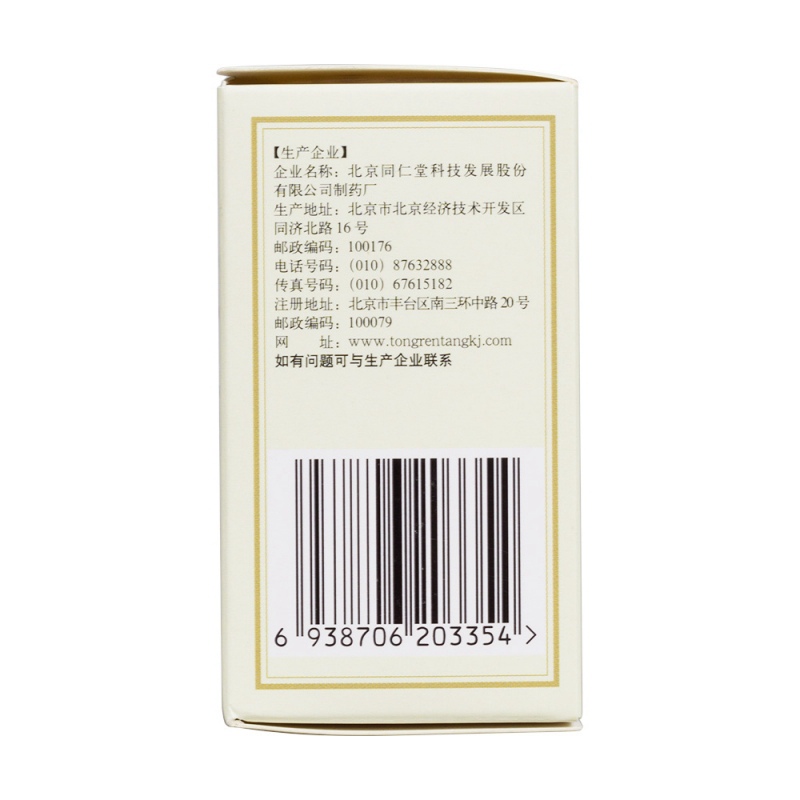 【生产企业】
企业名称：北京同仁堂科技发展股份
有限公司制药厂
生产地址：北京市北京经济技术开发区
同济北路 16 号
邮政编码：100176
电话号码：（010）87632888
传真号码：（010）67615182
注册地址：北京市丰台区南三环中路 20 号
邮政编码：100079
网　　址：www.tongrentangkj.com
如有问题可与生产企业联系
6 938706 203354 >